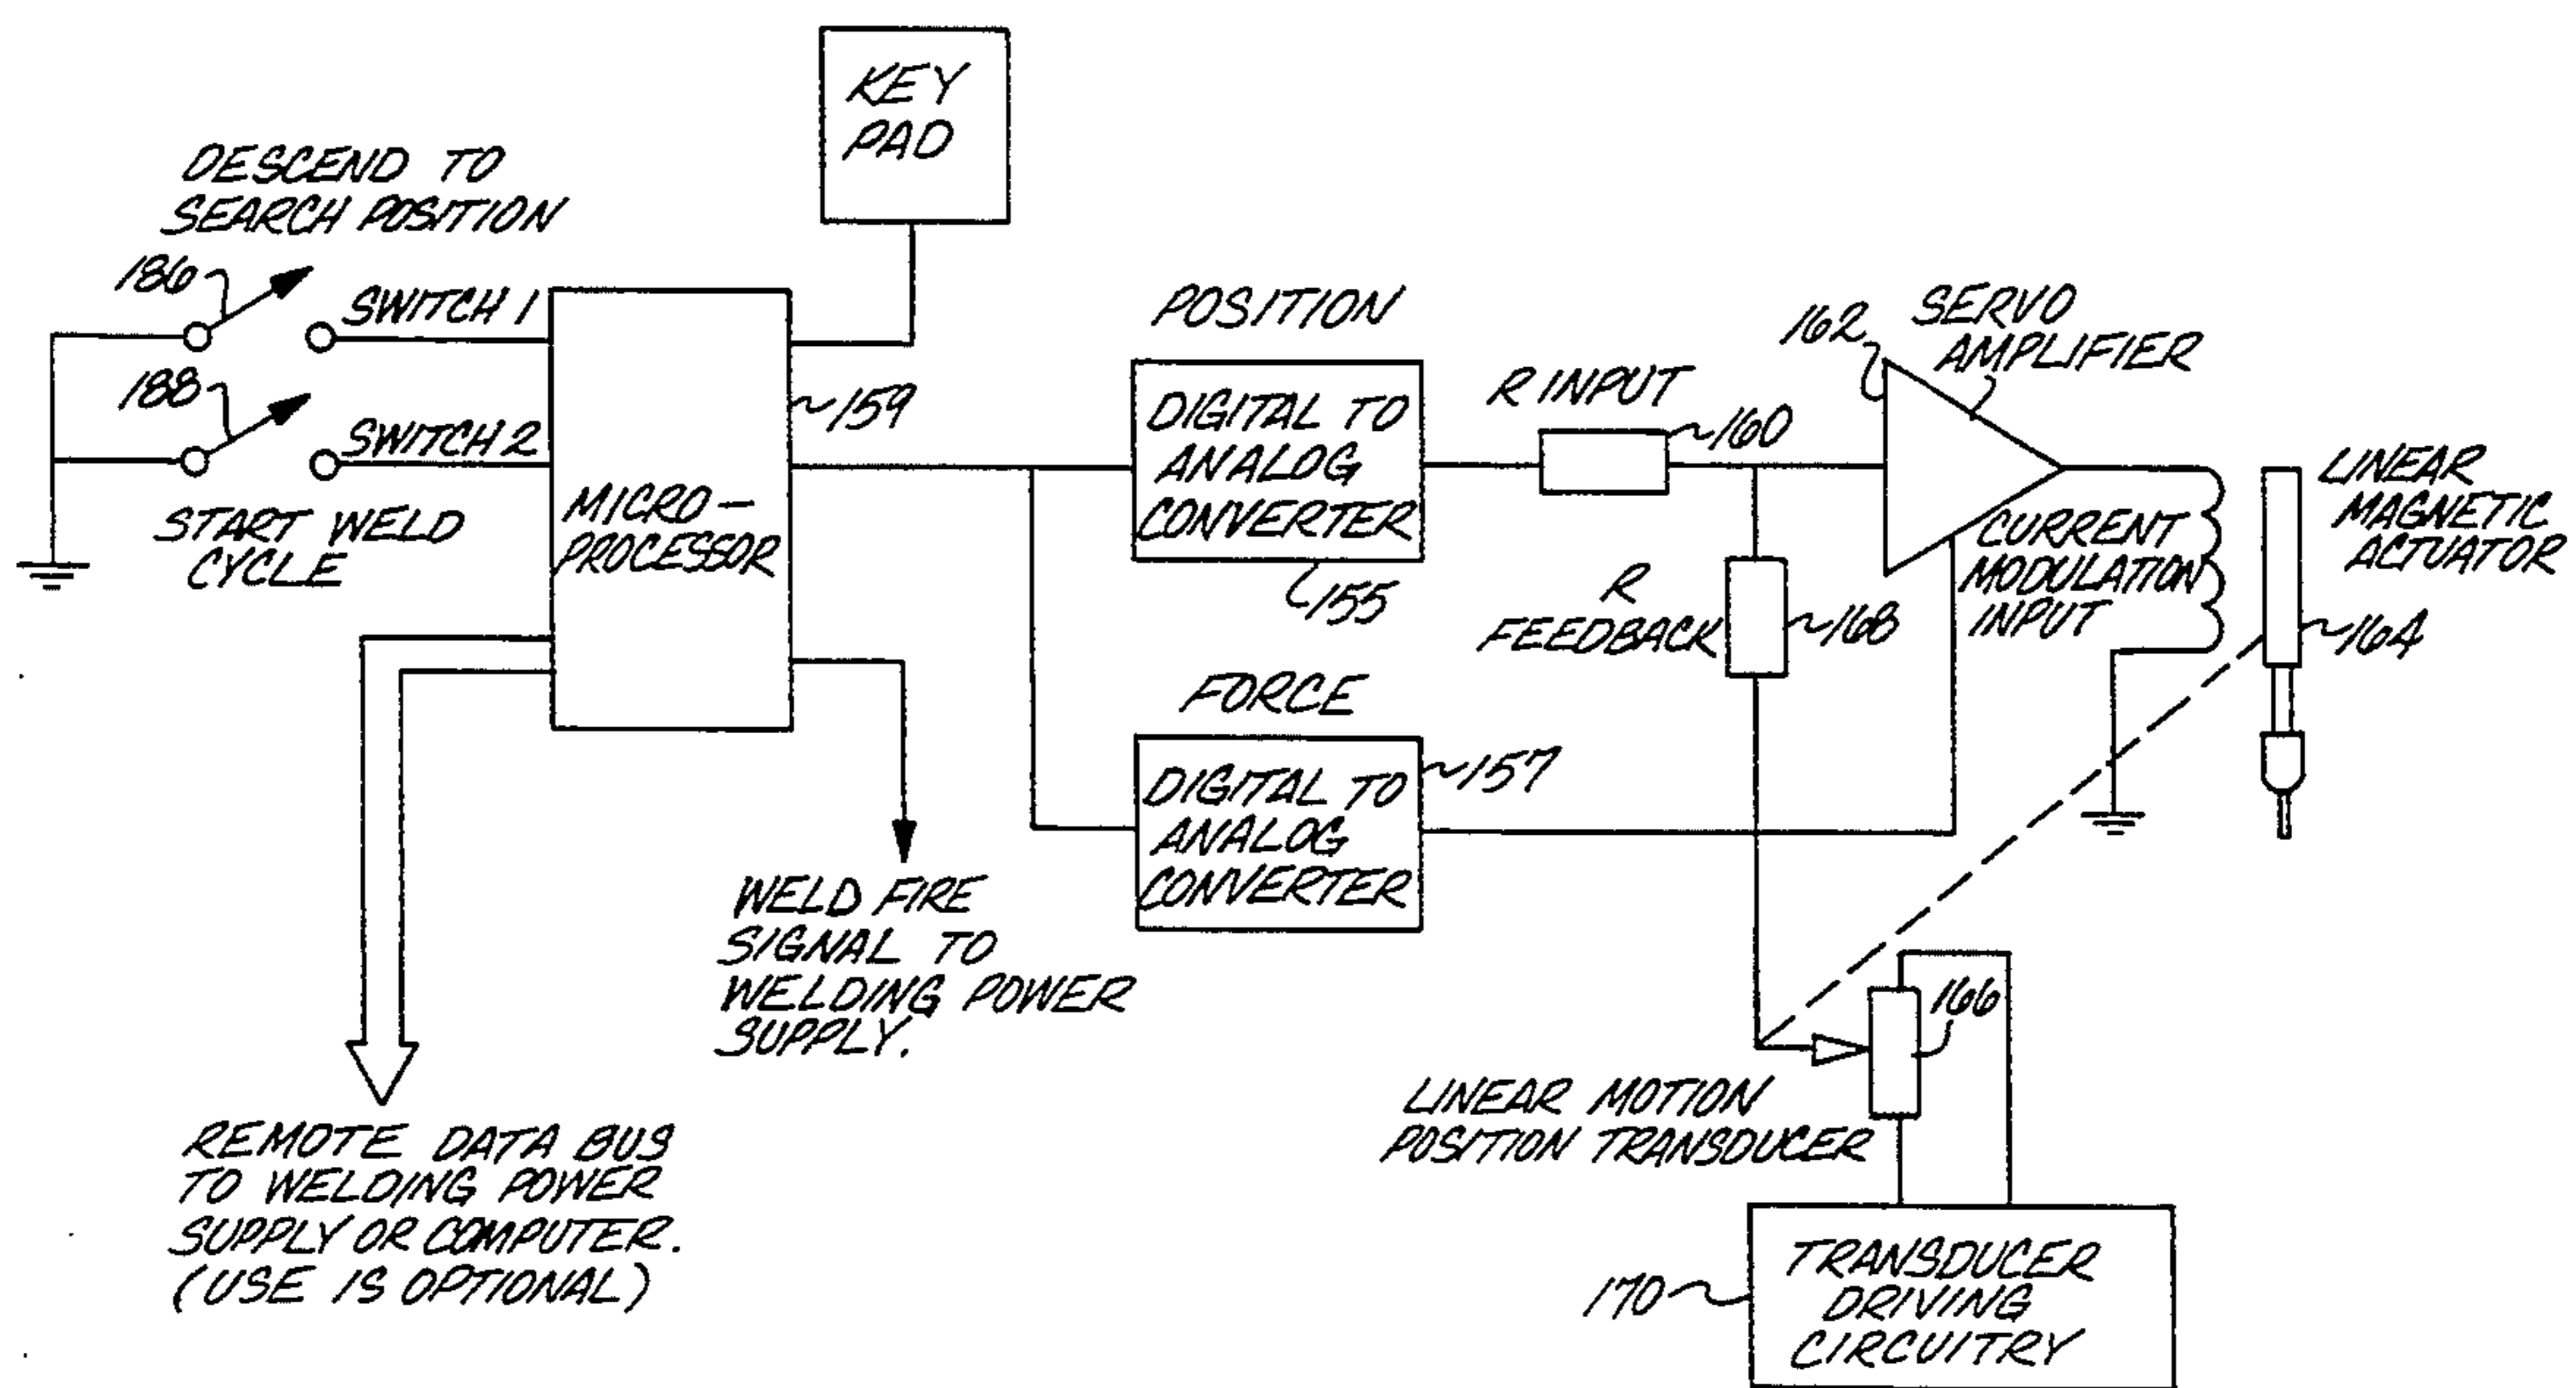 KEY
PAD
DESCEND TO
SEARCH POSITION
186
SWITCH 1
188
SWITCH 2
START WELD
CYCLE
MICRO-
PROCESSOR
159
POSITION
DIGITAL TO
ANALOG
CONVERTER
155
R INPUT
160
162
SERVO
AMPLIFIER
CURRENT
MODULATION
INPUT
LINEAR
MAGNETIC
ACTUATOR
164
R
FEEDBACK
168
FORCE
DIGITAL TO
ANALOG
CONVERTER
157
WELD FIRE
SIGNAL TO
WELDING POWER
SUPPLY.
REMOTE DATA BUS
TO WELDING POWER
SUPPLY OR COMPUTER.
(USE IS OPTIONAL)
LINEAR MOTION
POSITION TRANSDUCER
166
170
TRANSDUCER
DRIVING
CIRCUITRY